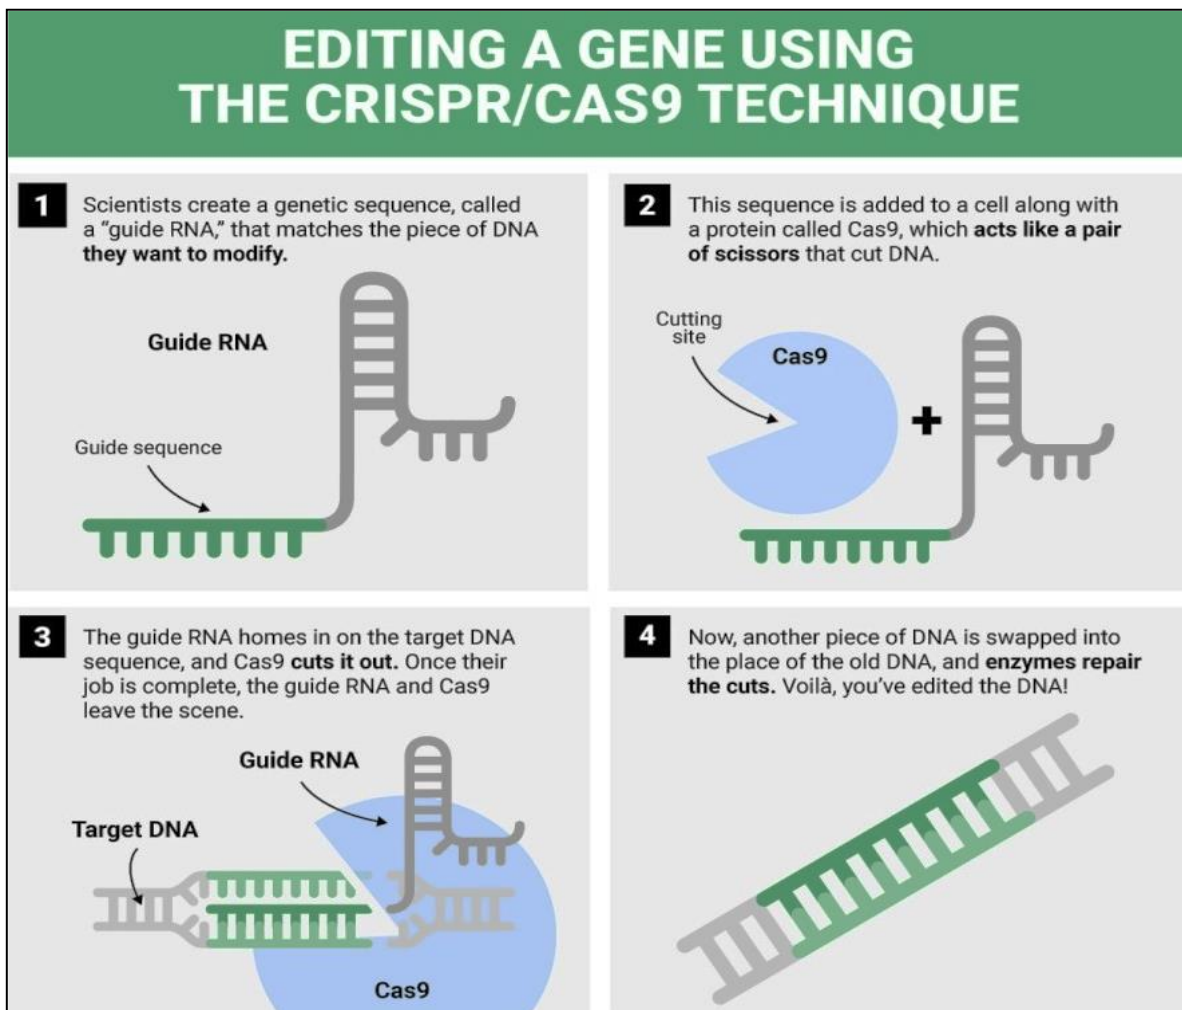 EDITING A GENE USING
THE CRISPR/CAS9 TECHNIQUE
1
Scientists create a genetic sequence, called
a “guide RNA,” that matches the piece of DNA
they want to modify.
Guide RNA
Guide sequence
2
This sequence is added to a cell along with
a protein called Cas9, which acts like a pair
of scissors that cut DNA.
Cutting
site
Cas9
+
3
The guide RNA homes in on the target DNA
sequence, and Cas9 cuts it out. Once their
job is complete, the guide RNA and Cas9
leave the scene.
Guide RNA
Target DNA
Cas9
4
Now, another piece of DNA is swapped into
the place of the old DNA, and enzymes repair
the cuts. Voilà, you’ve edited the DNA!